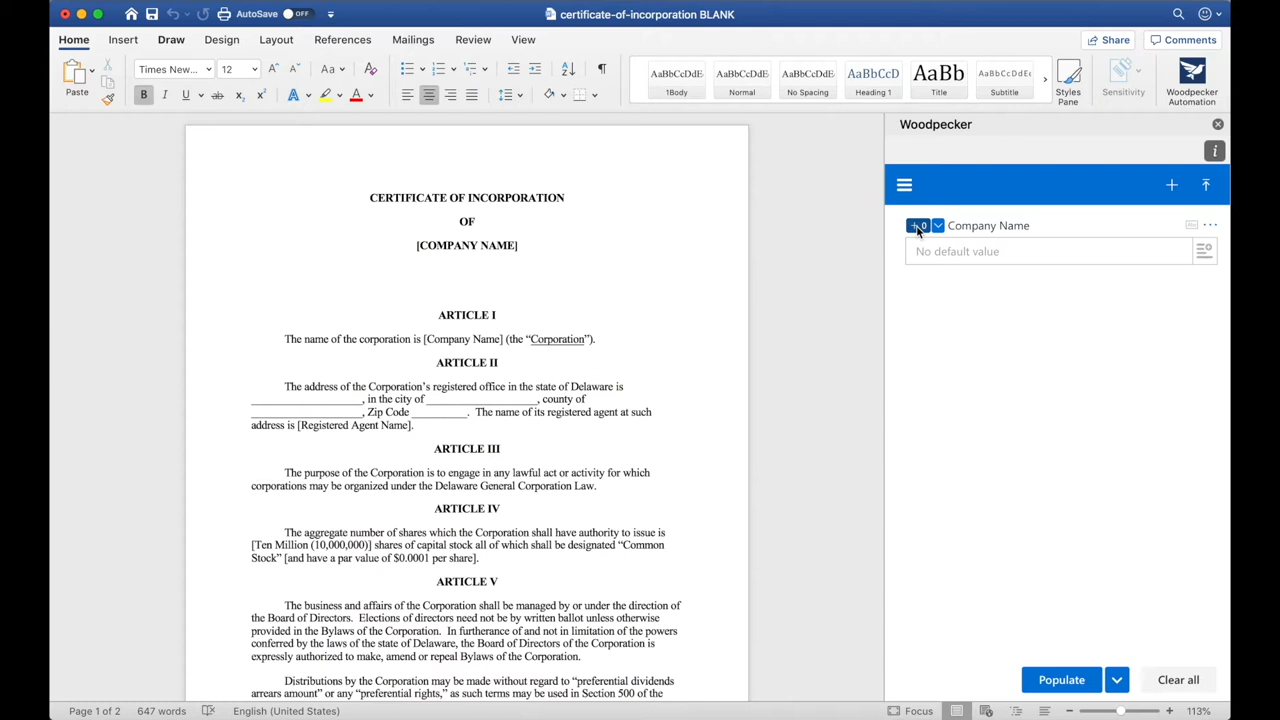 AutoSave OFF
certificate-of-incorporation BLANK
Home Insert Draw Design Layout References Mailings Review View Share Comments
Paste
Times New... 12
AaBbCcDdE AaBbCcDdEe AaBbCcDdEe AaBbCcD AaBb AaBbCcDdEe
1Body Normal No Spacing Heading 1 Title Subtitle
Styles Pane
Sensitivity
Woodpecker Automation
CERTIFICATE OF INCORPORATION
OF
[COMPANY NAME]
ARTICLE I
The name of the corporation is [Company Name] (the “Corporation”).
ARTICLE II
The address of the Corporation’s registered office in the state of Delaware is
____________________, in the city of ____________________, county of
____________________, Zip Code __________. The name of its registered agent at such
address is [Registered Agent Name].
ARTICLE III
The purpose of the Corporation is to engage in any lawful act or activity for which
corporations may be organized under the Delaware General Corporation Law.
ARTICLE IV
The aggregate number of shares which the Corporation shall have authority to issue is
[Ten Million (10,000,000)] shares of capital stock all of which shall be designated “Common
Stock” [and have a par value of $0.0001 per share].
ARTICLE V
The business and affairs of the Corporation shall be managed by or under the direction of
the Board of Directors. Elections of directors need not be by written ballot unless otherwise
provided in the Bylaws of the Corporation. In furtherance of and not in limitation of the powers
conferred by the laws of the state of Delaware, the Board of Directors of the Corporation is
expressly authorized to make, amend or repeal Bylaws of the Corporation.
Distributions by the Corporation may be made without regard to “preferential dividends
arrears amount” or any “preferential rights,” as such terms may be used in Section 500 of the
Woodpecker
+ 0 Company Name
No default value
Populate Clear all
Page 1 of 2 647 words English (United States) Focus 113%